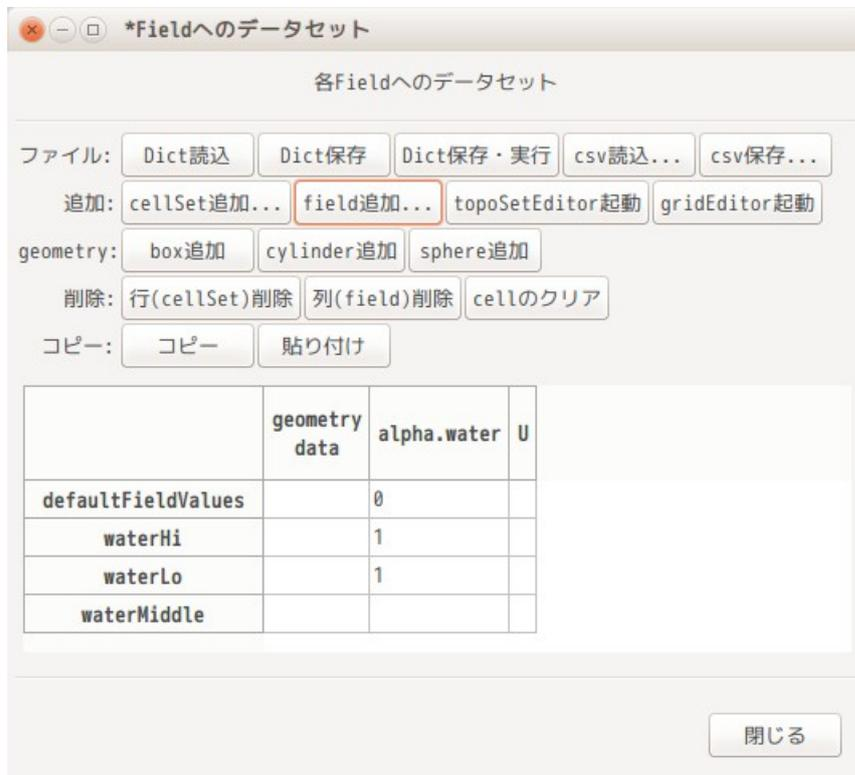 *Fieldへのデータセット
各Fieldへのデータセット
ファイル: Dict読込 Dict保存 Dict保存・実行 csv読込... csv保存...
追加: cellSet追加... field追加... topoSetEditor起動 gridEditor起動
geometry: box追加 cylinder追加 sphere追加
削除: 行(cellSet)削除 列(field)削除 cellのクリア
コピー: コピー 貼り付け
geometry data alpha.water U
defaultFieldValues 0
waterHi 1
waterLo 1
waterMiddle
閉じる